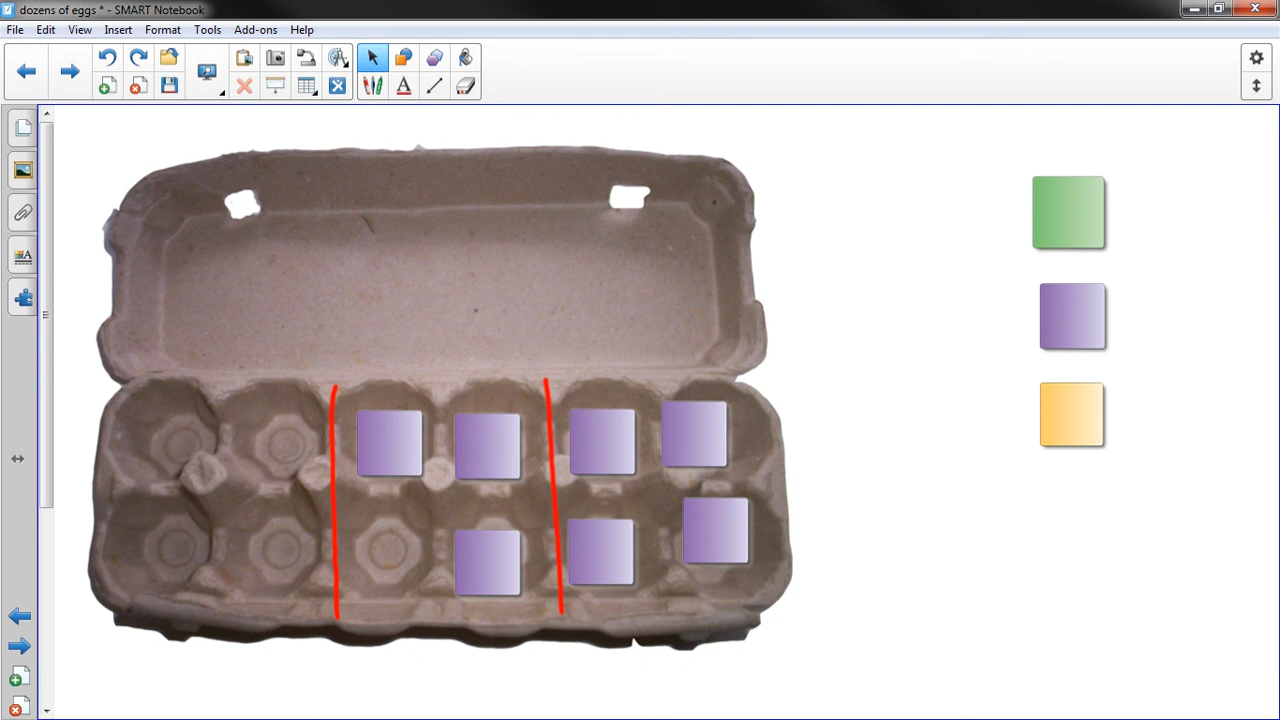 dozens of eggs * - SMART Notebook
File Edit View Insert Format Tools Add-ons Help